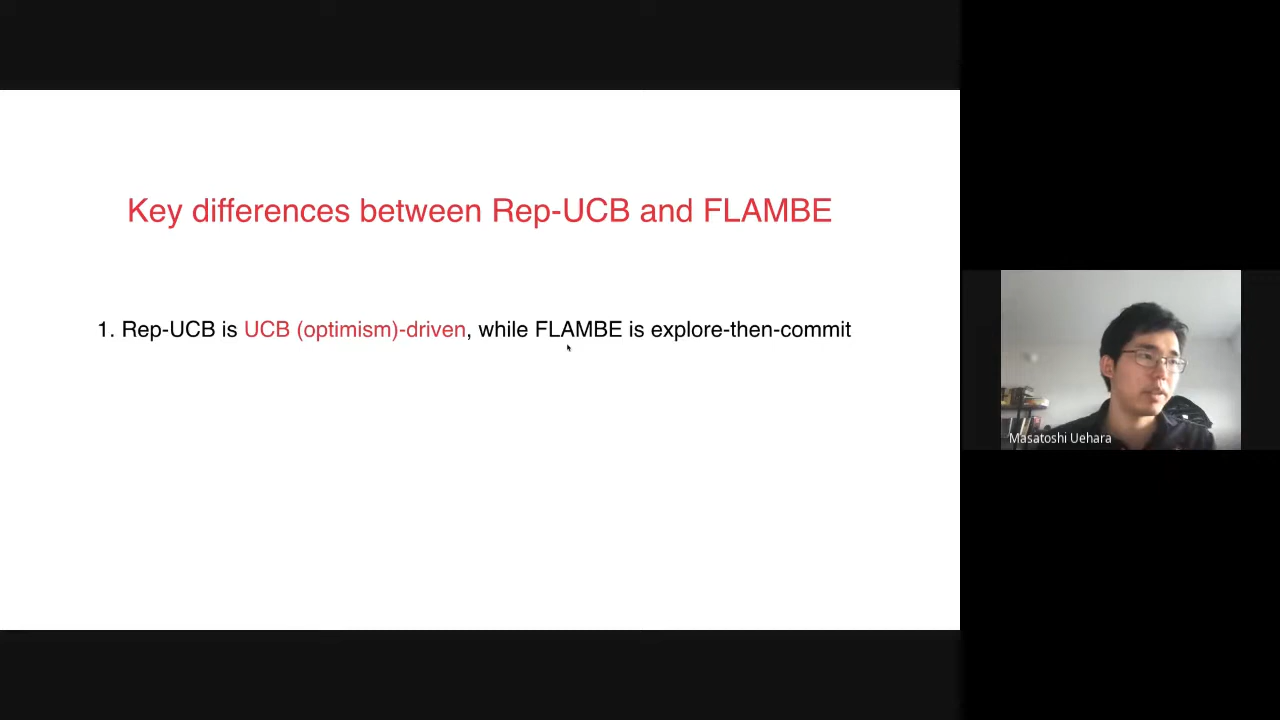 Key differences between Rep-UCB and FLAMBE
1. Rep-UCB is UCB (optimism)-driven, while FLAMBE is explore-then-commit
Masatoshi Uehara